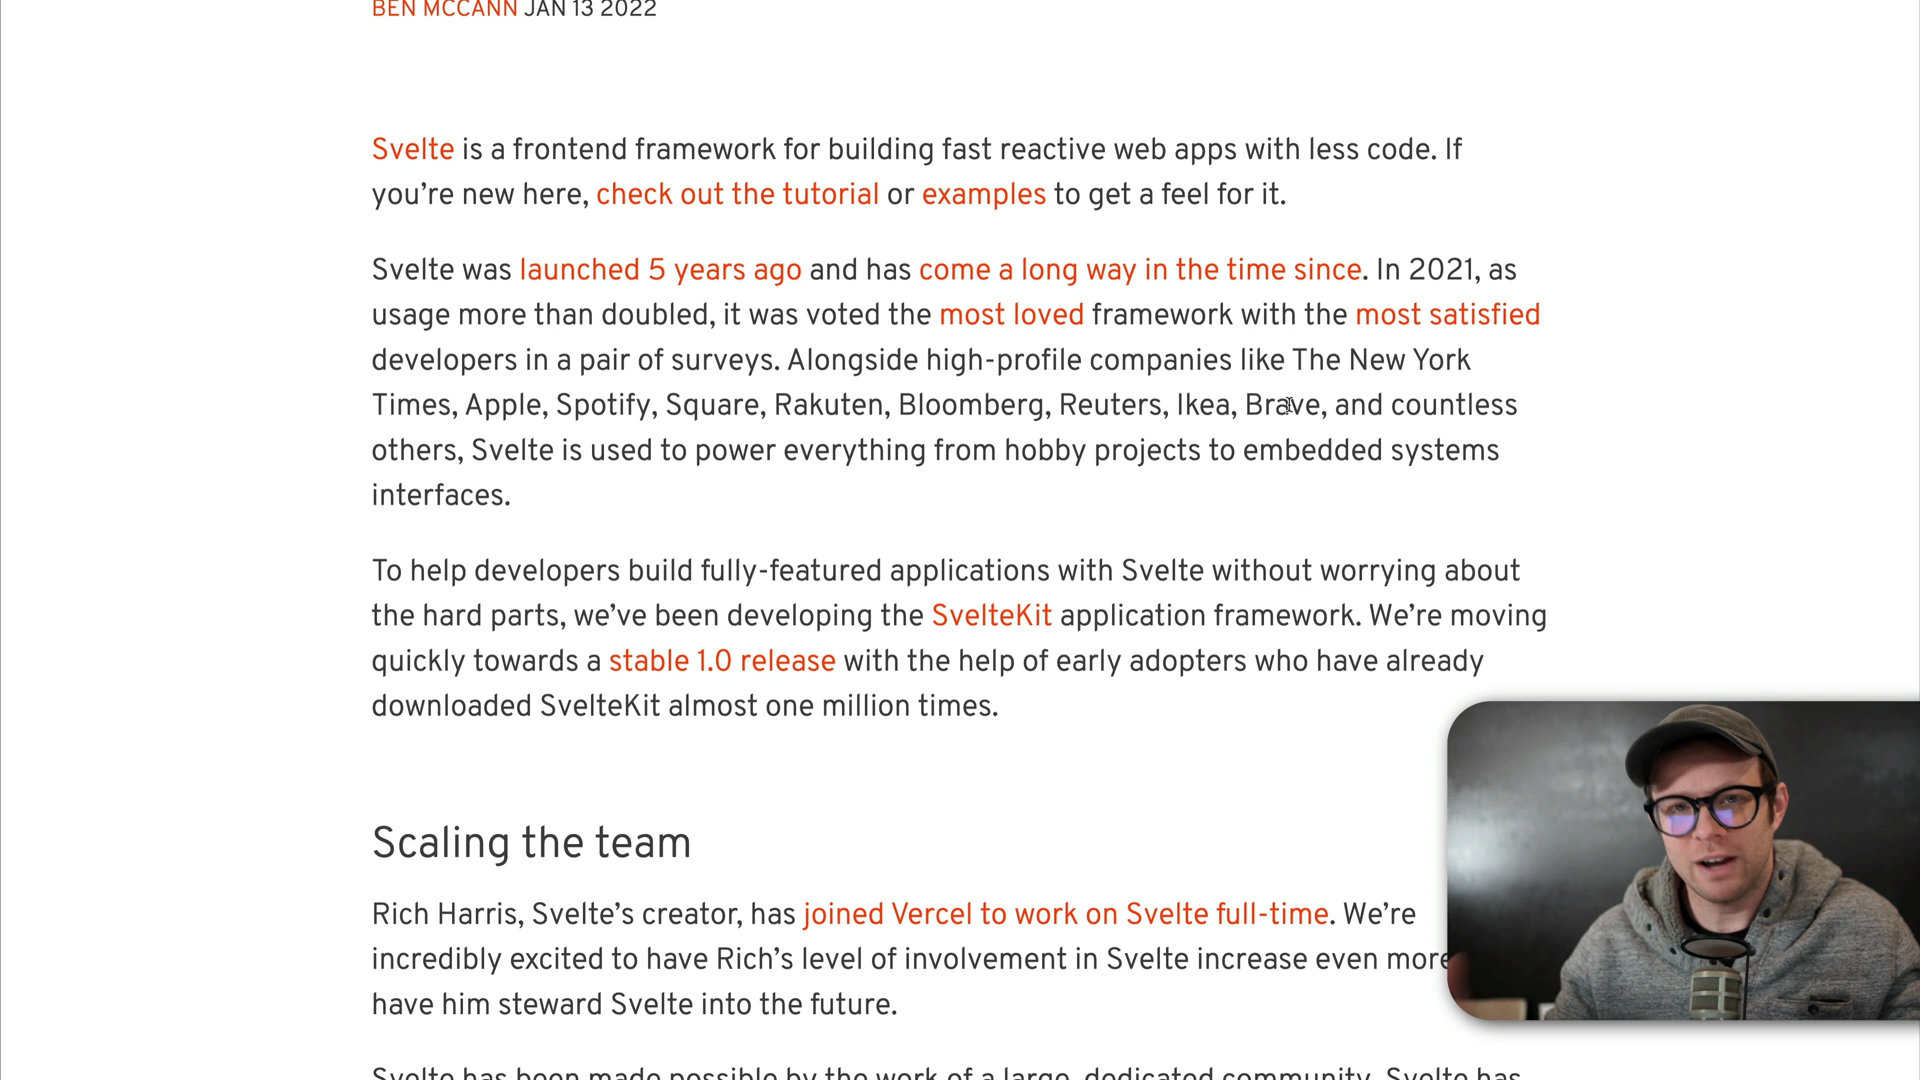 BEN MCCANN JAN 13 2022
Svelte is a frontend framework for building fast reactive web apps with less code. If
you’re new here, check out the tutorial or examples to get a feel for it.
Svelte was launched 5 years ago and has come a long way in the time since. In 2021, as
usage more than doubled, it was voted the most loved framework with the most satisfied
developers in a pair of surveys. Alongside high-profile companies like The New York
Times, Apple, Spotify, Square, Rakuten, Bloomberg, Reuters, Ikea, Brave, and countless
others, Svelte is used to power everything from hobby projects to embedded systems
interfaces.
To help developers build fully-featured applications with Svelte without worrying about
the hard parts, we’ve been developing the SvelteKit application framework. We’re moving
quickly towards a stable 1.0 release with the help of early adopters who have already
downloaded SvelteKit almost one million times.
Scaling the team
Rich Harris, Svelte’s creator, has joined Vercel to work on Svelte full-time. We’re
incredibly excited to have Rich’s level of involvement in Svelte increase even more
have him steward Svelte into the future.
Svelte has been made possible by the work of a large, dedicated community. Svelte has